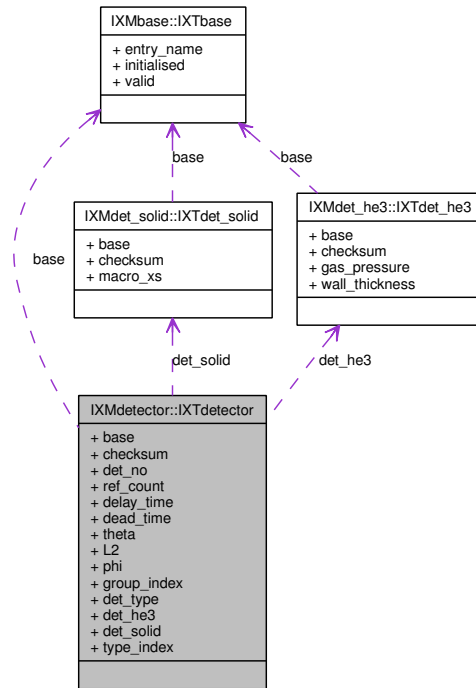 IXMbase::IXTbase
+ entry_name
+ initialised
+ valid
base
base
IXMdet_solid::IXTdet_solid
+ base
+ checksum
+ macro_xs
IXMdet_he3::IXTdet_he3
+ base
+ checksum
+ gas_pressure
+ wall_thickness
base
det_solid
det_he3
IXMdetector::IXTdetector
+ base
+ checksum
+ det_no
+ ref_count
+ delay_time
+ dead_time
+ theta
+ L2
+ phi
+ group_index
+ det_type
+ det_he3
+ det_solid
+ type_index